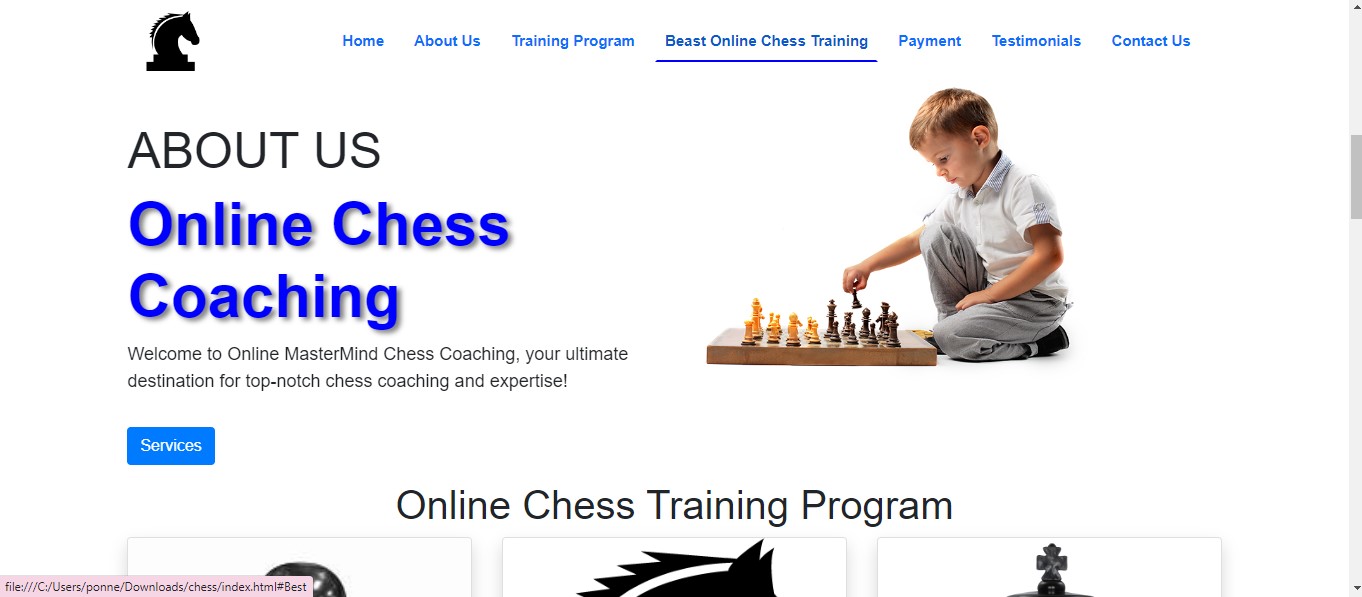 Home About Us Training Program Beast Online Chess Training Payment Testimonials Contact Us
ABOUT US
Online Chess
Coaching
Welcome to Online MasterMind Chess Coaching, your ultimate
destination for top-notch chess coaching and expertise!
Services
Online Chess Training Program
file:///C:/Users/ponne/Downloads/chess/index.html#Best